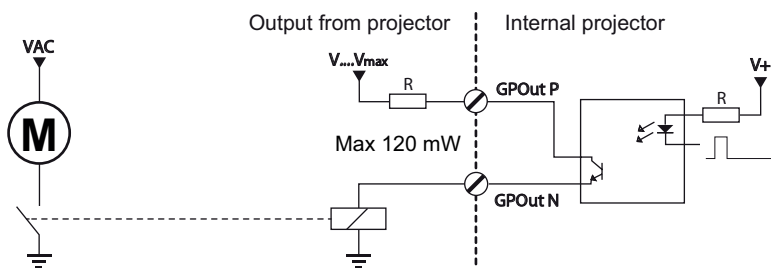 Output from projector
Internal projector
VAC
V....Vmax
V+
R
GPOut P
R
M
Max 120 mW
GPOut N